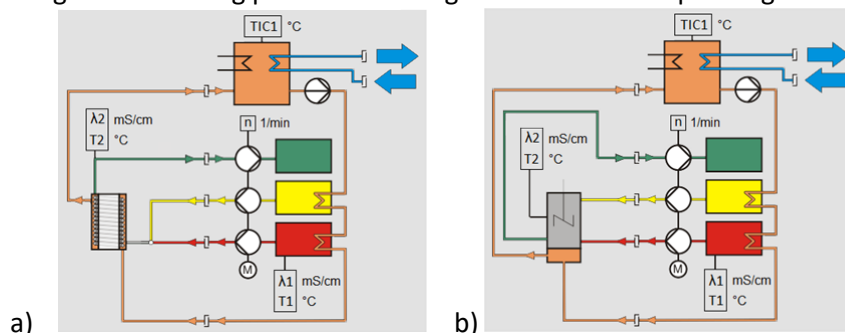 TIC1 °C
λ2 mS/cm
T2 °C
n 1/min
M
λ1 mS/cm
T1 °C
a)
TIC1 °C
λ2 mS/cm
T2 °C
n 1/min
M
λ1 mS/cm
T1 °C
b)